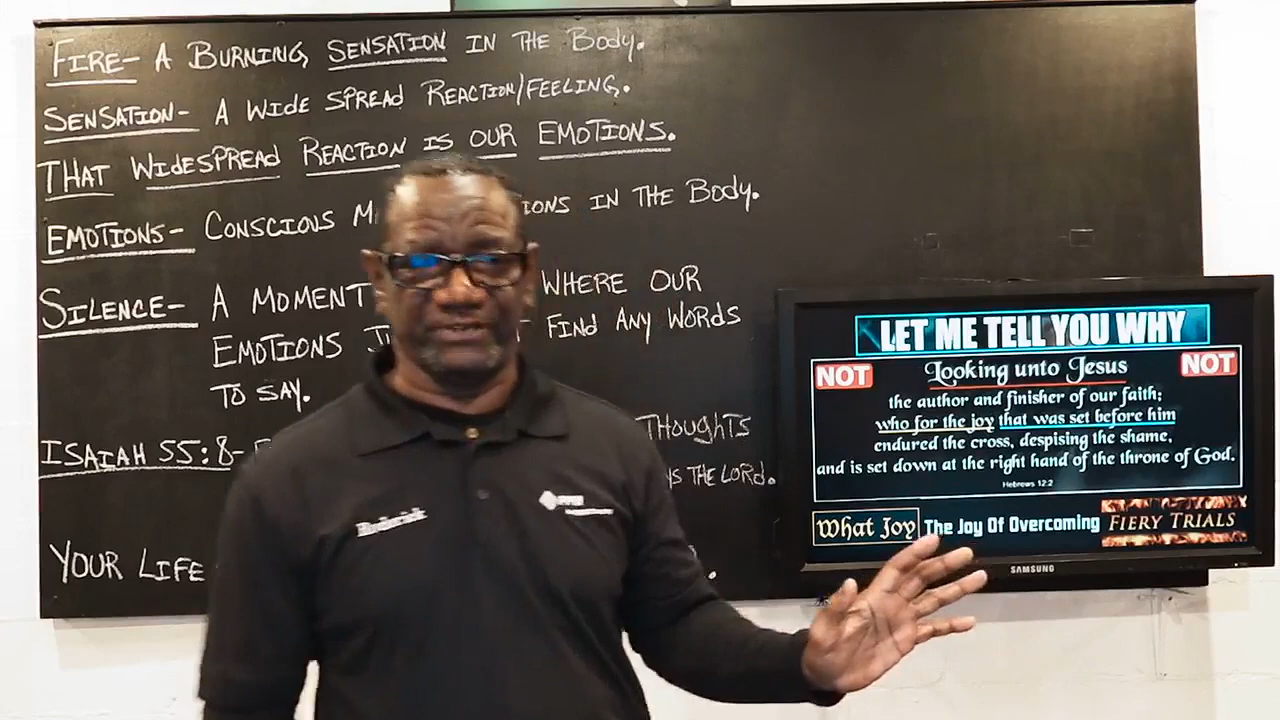 FIRE- A BURNING SENSATION IN THE BODY.
SENSATION- A WIDE SPREAD REACTION/FEELING.
THAT WIDESPREAD REACTION IS OUR EMOTIONS.
EMOTIONS- CONSCIOUS IN THE BODY.
SILENCE- A MOMENT WHERE OUR
EMOTIONS FIND ANY WORDS
TO SAY.
ISAIAH 55:8- THOUGHTS
THE LORD.
YOUR LIFE
Roderick
LET ME TELL YOU WHY
NOT Looking unto Jesus NOT
the author and finisher of our faith;
who for the joy that was set before him
endured the cross, despising the shame,
and is set down at the right hand of the throne of God.
Hebrews 12:2
What Joy The Joy Of Overcoming FIERY TRIALS
SAMSUNG